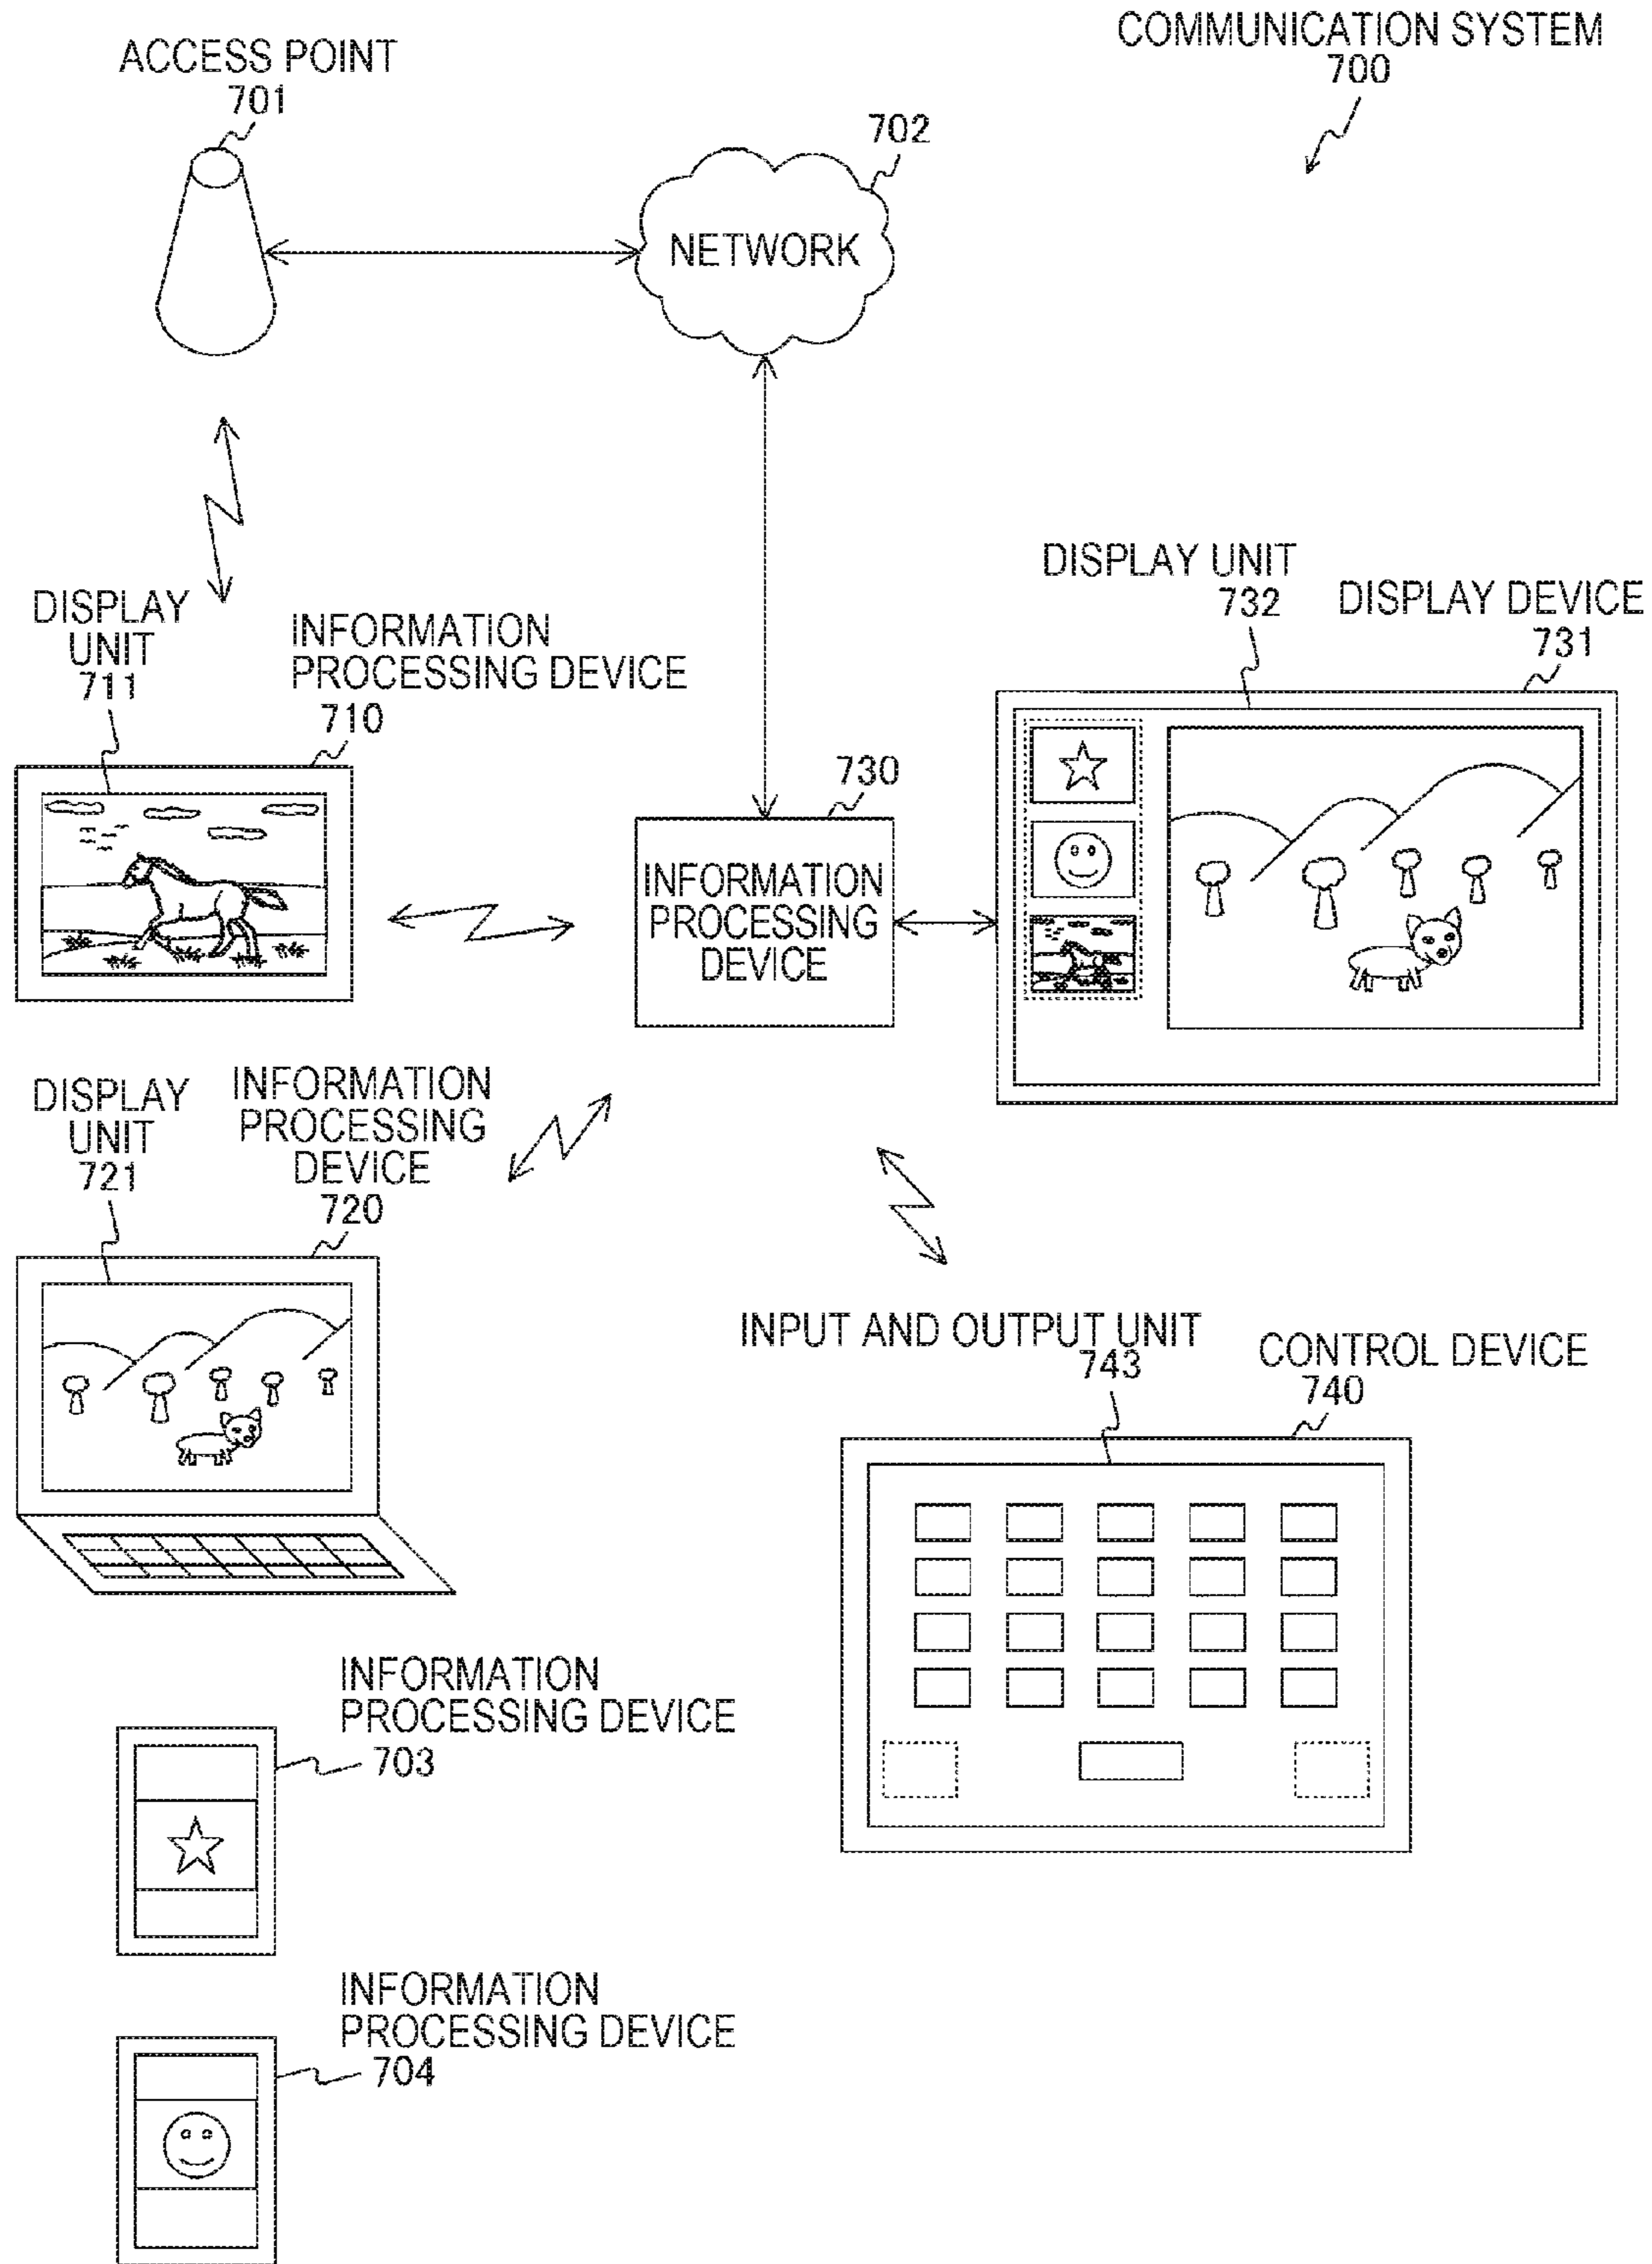 COMMUNICATION SYSTEM
700
ACCESS POINT
701
702
NETWORK
DISPLAY UNIT
732
DISPLAY DEVICE
731
DISPLAY
UNIT
711
INFORMATION
PROCESSING DEVICE
710
730
INFORMATION
PROCESSING
DEVICE
DISPLAY
UNIT
721
INFORMATION
PROCESSING
DEVICE
720
INPUT AND OUTPUT UNIT
743
CONTROL DEVICE
740
INFORMATION
PROCESSING DEVICE
703
INFORMATION
PROCESSING DEVICE
704